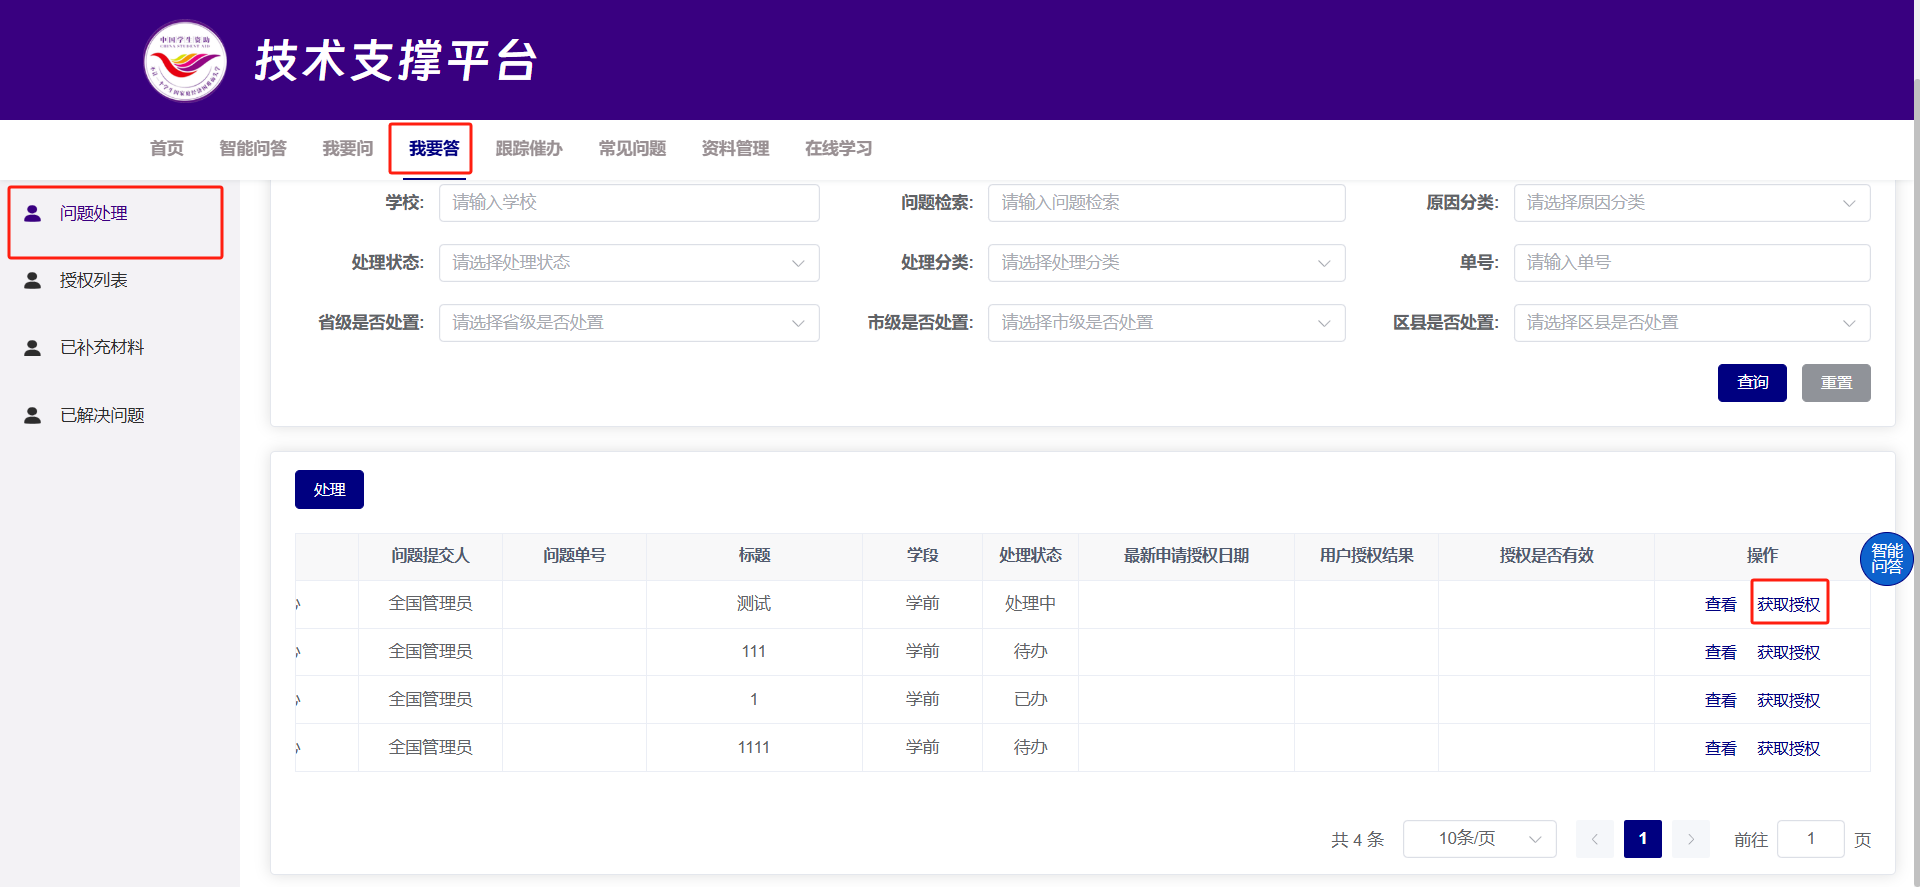 中国学生资助
CHINA STUDENT AID
技术支撑平台
首页 智能问答 我要问 我要答 跟踪催办 常见问题 资料管理 在线学习
问题处理
授权列表
已补充材料
已解决问题
学校: 请输入学校 问题检索: 请输入问题检索 原因分类: 请选择原因分类
处理状态: 请选择处理状态 处理分类: 请选择处理分类 单号: 请输入单号
省级是否处置: 请选择省级是否处置 市级是否处置: 请选择市级是否处置 区县是否处置: 请选择区县是否处置
查询 重置
处理
问题提交人 问题单号 标题 学段 处理状态 最新申请授权日期 用户授权结果 授权是否有效 操作
全国管理员 测试 学前 处理中 查看 获取授权
全国管理员 111 学前 待办 查看 获取授权
全国管理员 1 学前 已办 查看 获取授权
全国管理员 1111 学前 待办 查看 获取授权
智能
问答
共 4 条 10条/页 1 前往 1 页